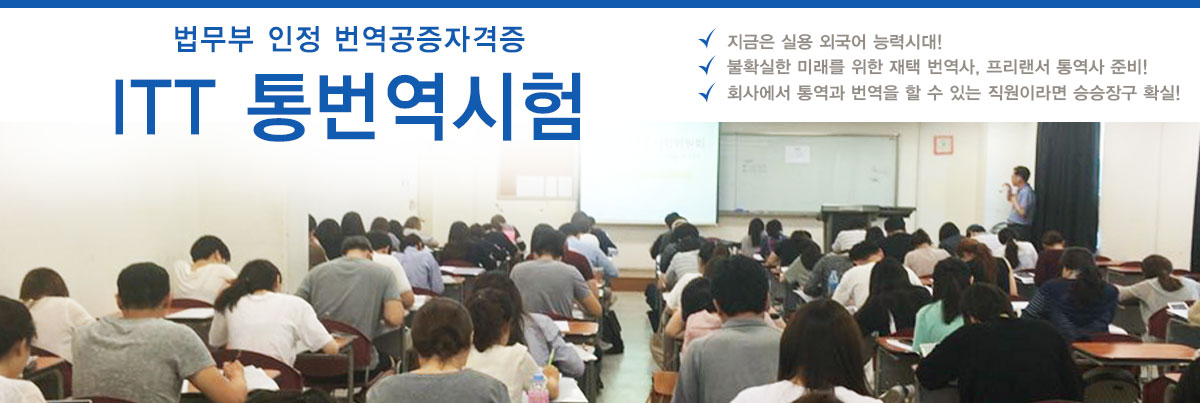 법무부 인정 번역공증자격증
ITT 통번역시험
지금은 실용 외국어 능력시대!
불확실한 미래를 위한 재택 번역사, 프리랜서 통역사 준비!
회사에서 통역과 번역을 할 수 있는 직원이라면 승승장구 확실!